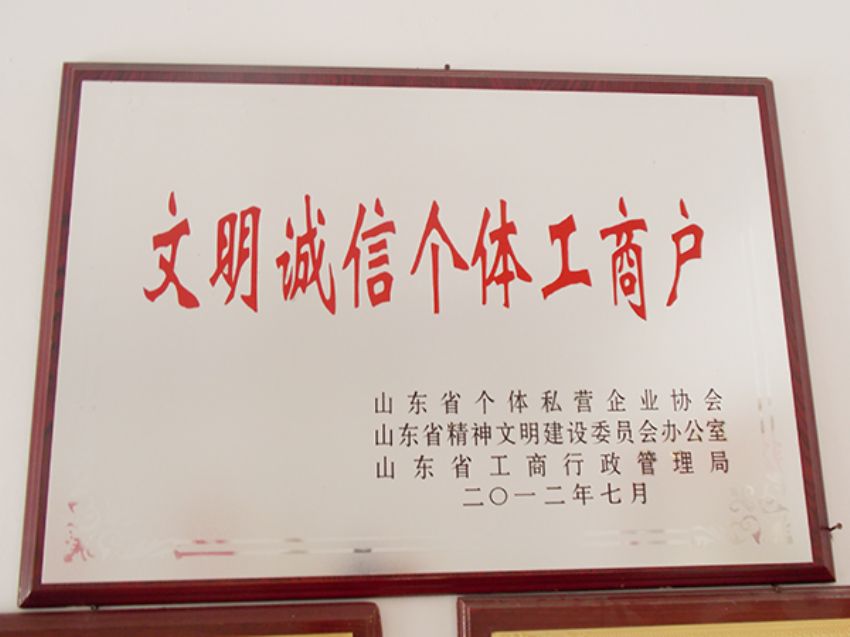 文明诚信个体工商户
山东省个体私营企业协会
山东省精神文明建设委员会办公室
山东省工商行政管理局
二〇一二年七月